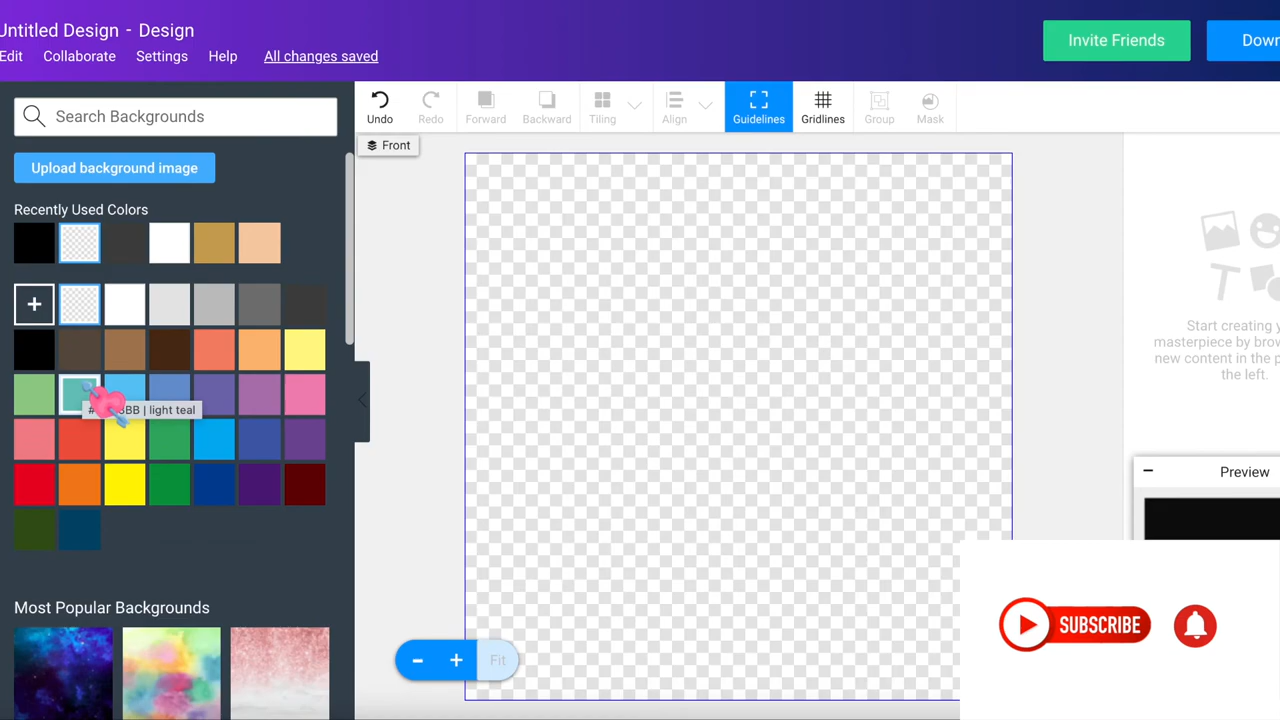 Untitled Design - Design
Edit Collaborate Settings Help All changes saved
Invite Friends
Search Backgrounds
Upload background image
Recently Used Colors
Undo Redo Forward Backward Tiling Align Guidelines Gridlines Group Mask
Front
BB | light teal
Most Popular Backgrounds
- + Fit
Start creating
masterpiece by
new content in the
the left.
Preview
SUBSCRIBE